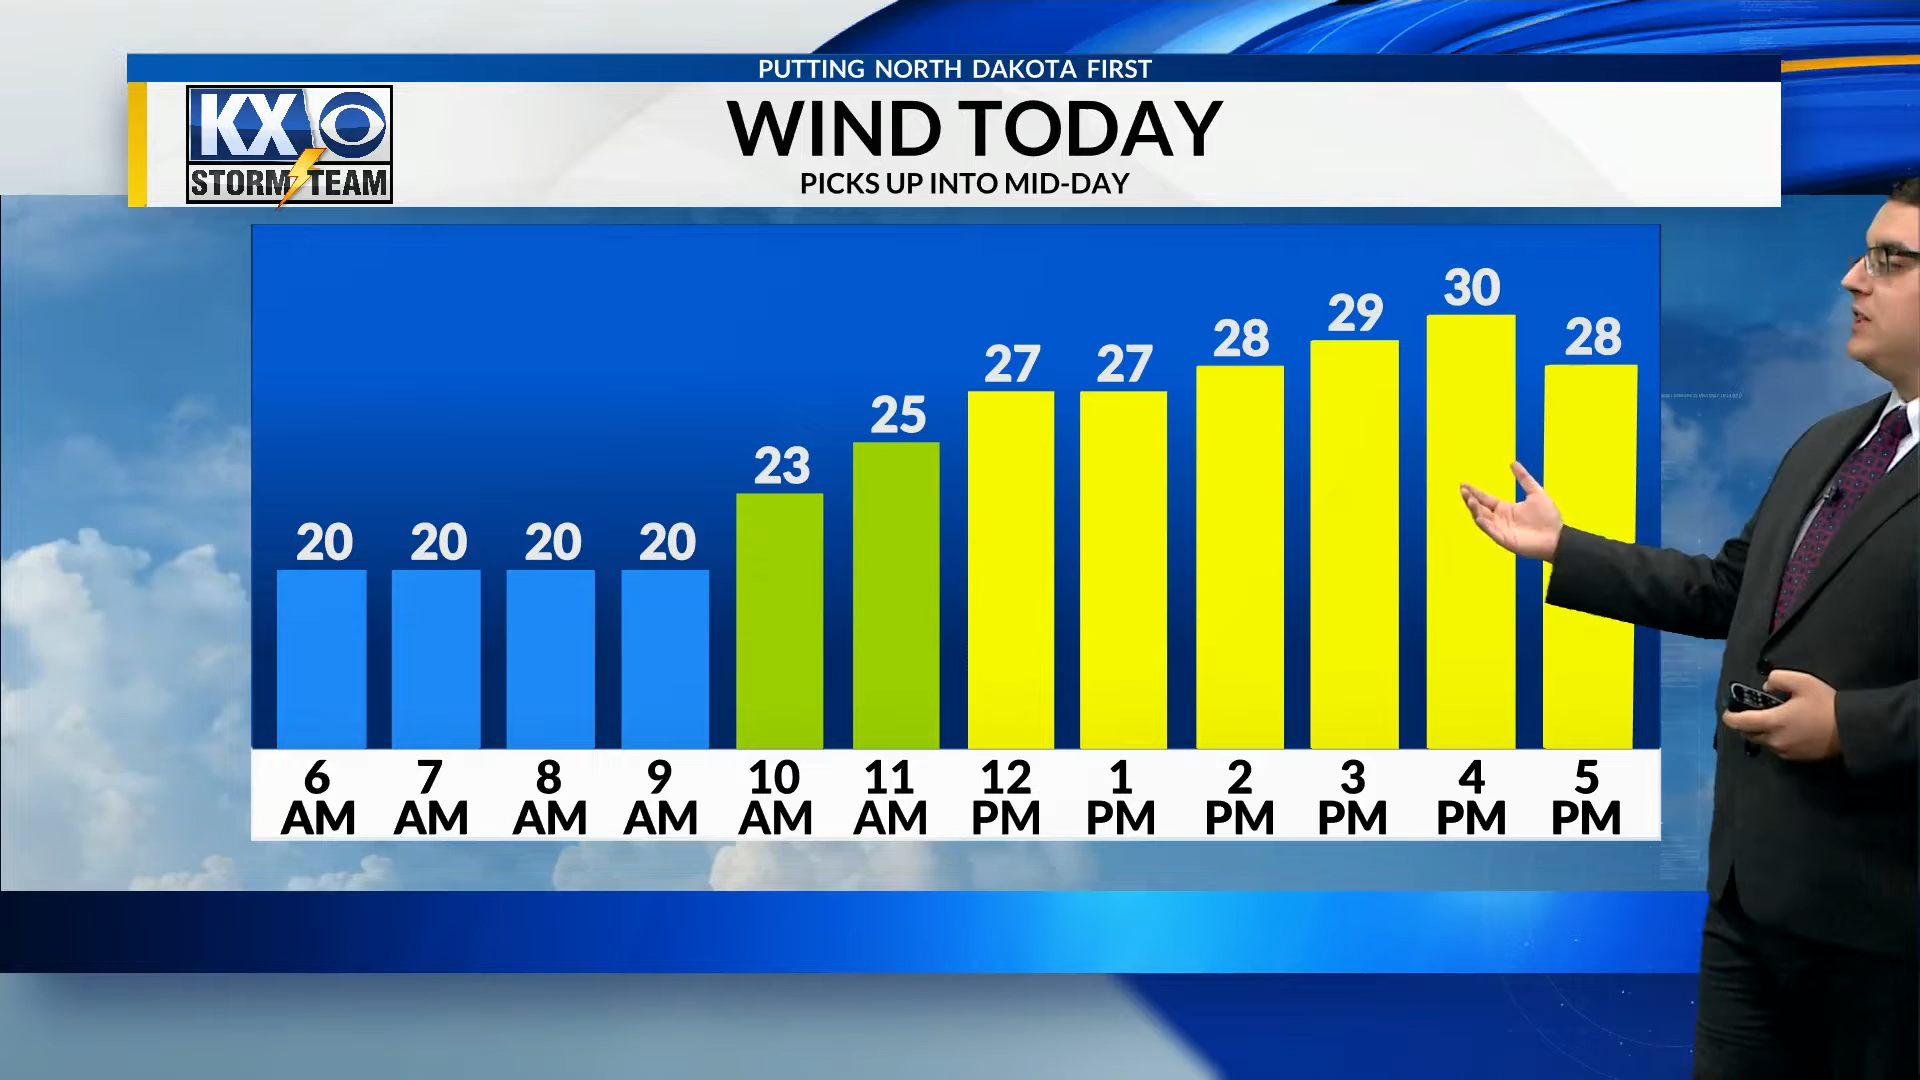 PUTTING NORTH DAKOTA FIRST
KX
STORM TEAM
WIND TODAY
PICKS UP INTO MID-DAY
20 20 20 20 23 25 27 27 28 29 30 28
6 7 8 9 10 11 12 1 2 3 4 5
AM AM AM AM AM AM PM PM PM PM PM PM